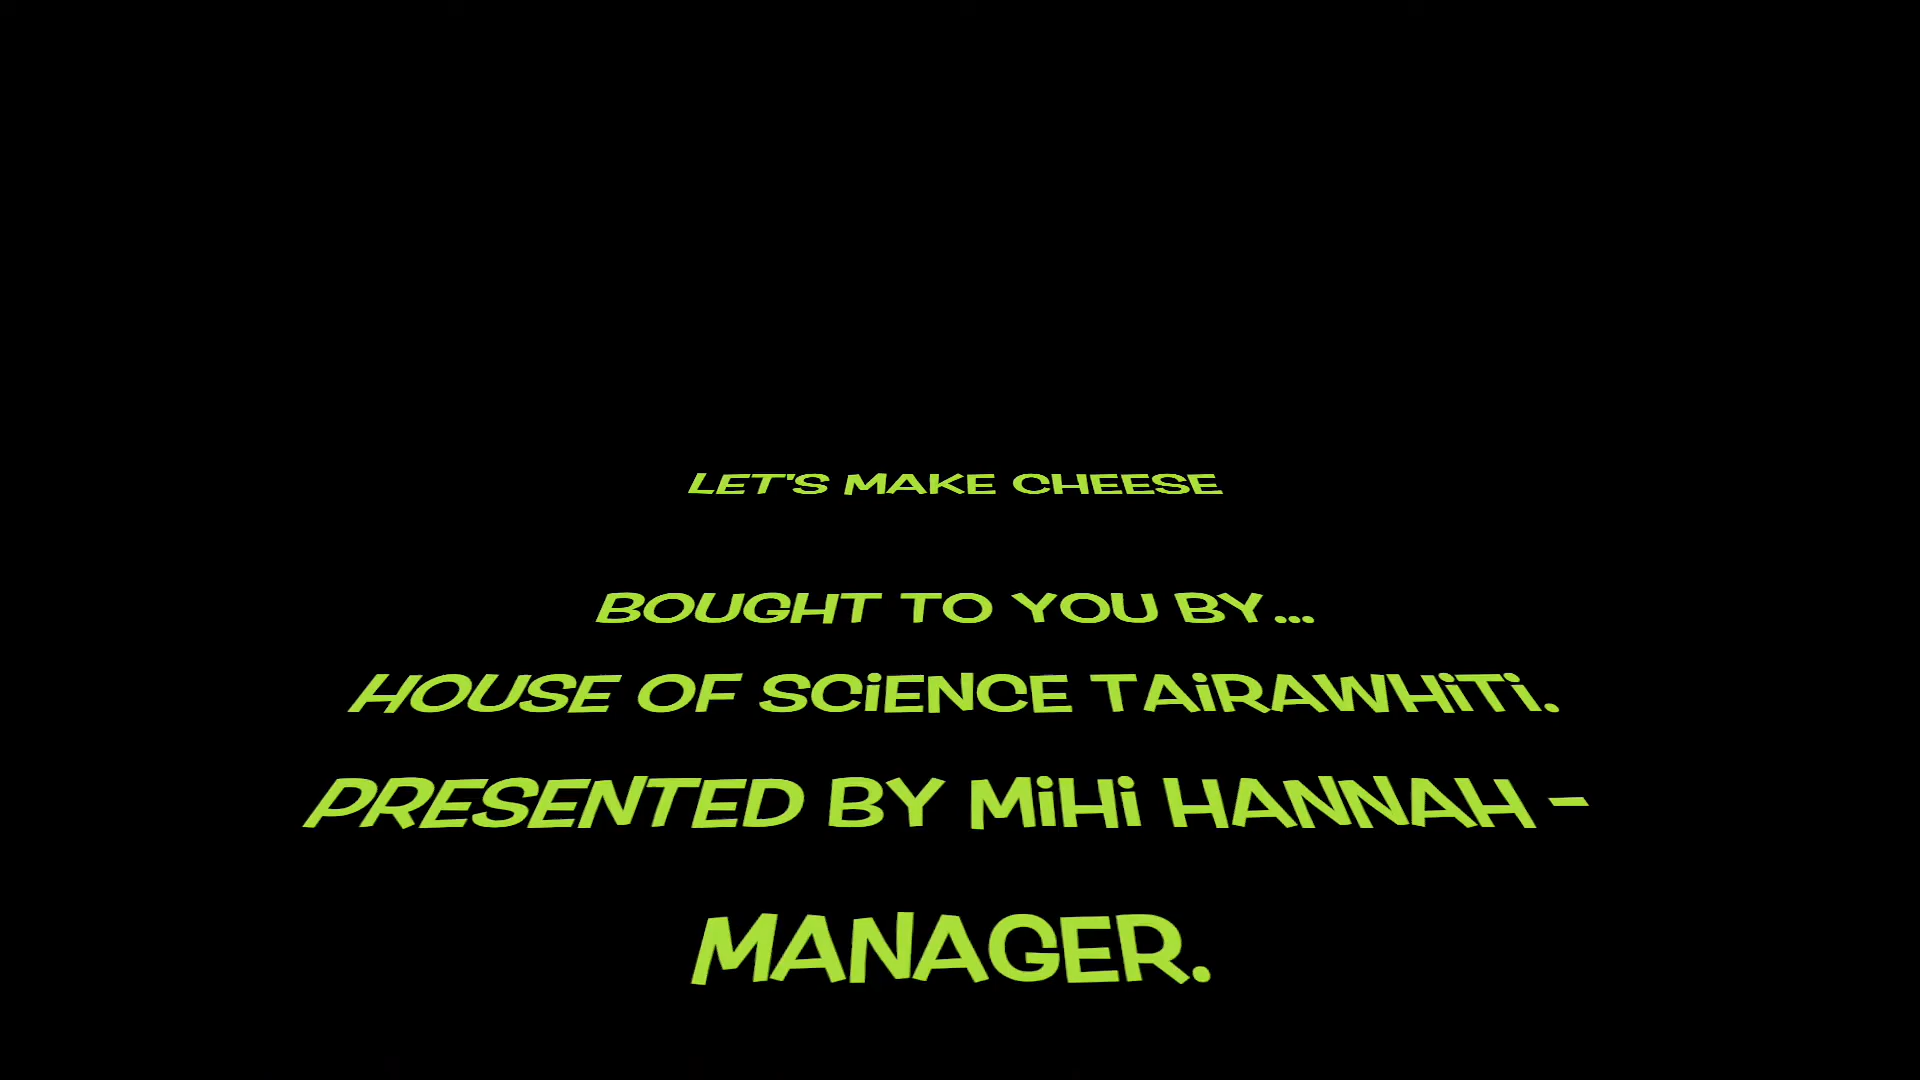 LET'S MAKE CHEESE
BOUGHT TO YOU BY...
HOUSE OF SCiENCE TAiRAWHiTi.
PRESENTED BY MiHi HANNAH -
MANAGER.